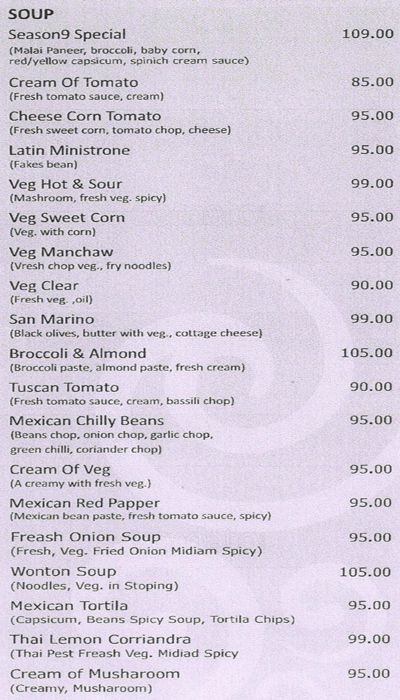 SOUP
Season9 Special 109.00
(Malai Paneer, broccoli, baby corn,
red/yellow capsicum, spinich cream sauce)
Cream Of Tomato 85.00
(Fresh tomato sauce, cream)
Cheese Corn Tomato 95.00
(Fresh sweet corn, tomato chop, cheese)
Latin Ministrone 95.00
(Fakes bean)
Veg Hot & Sour 99.00
(Mashroom, fresh veg. spicy)
Veg Sweet Corn 95.00
(Veg. with corn)
Veg Manchaw 95.00
(Vresh chop veg., fry noodles)
Veg Clear 90.00
(Fresh veg. ,oil)
San Marino 99.00
(Black olives, butter with veg., cottage cheese)
Broccoli & Almond 105.00
(Broccoli paste, almond paste, fresh cream)
Tuscan Tomato 90.00
(Fresh tomato sauce, cream, bassili chop)
Mexican Chilly Beans 95.00
(Beans chop, onion chop, garlic chop,
green chilli, coriander chop)
Cream Of Veg 95.00
(A creamy with fresh veg.)
Mexican Red Papper 95.00
(Mexican bean paste, fresh tomato sauce, spicy)
Freash Onion Soup 95.00
(Fresh, Veg. Fried Onion Midiam Spicy)
Wonton Soup 105.00
(Noodles, Veg. in Stoping)
Mexican Tortila 95.00
(Capsicum, Beans Spicy Soup, Tortila Chips)
Thai Lemon Corriandra 99.00
(Thai Pest Freash Veg. Midiad Spicy
Cream of Musharoom 95.00
(Creamy, Musharoom)